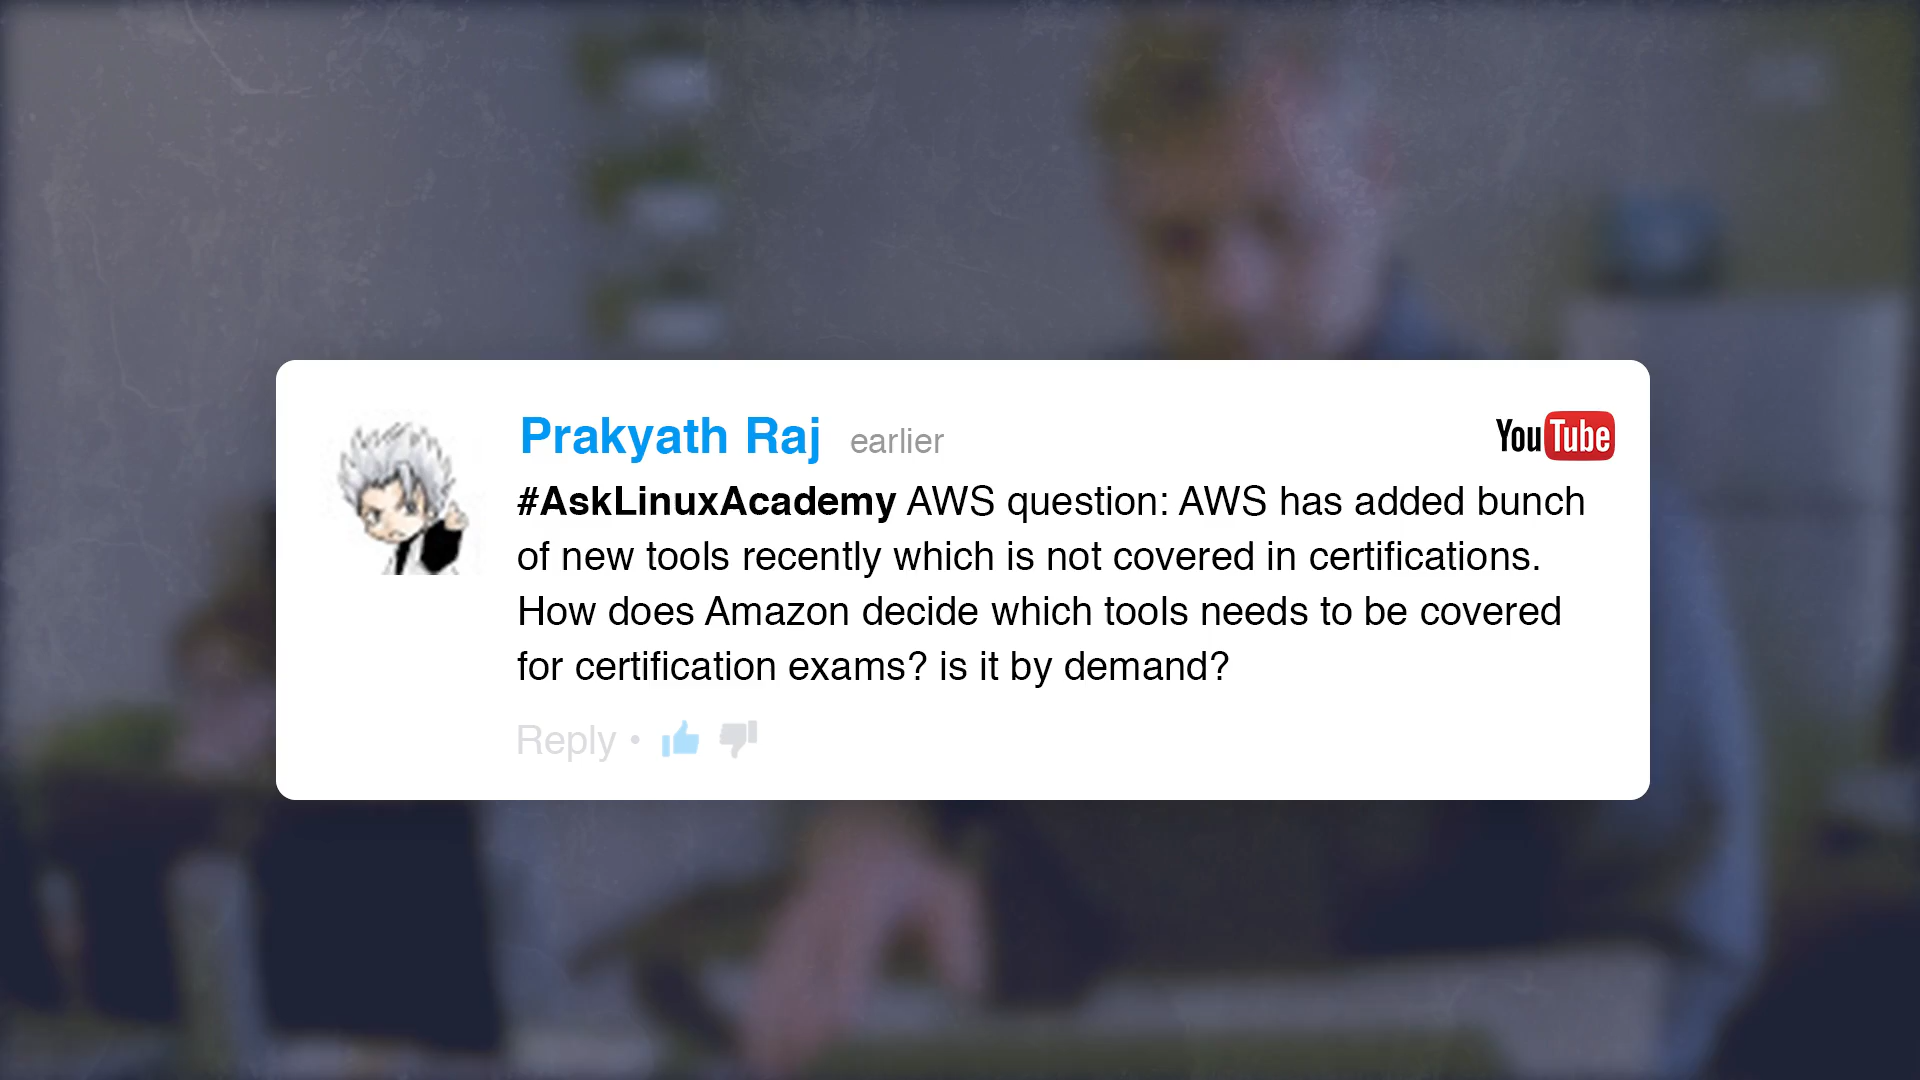 Prakyath Raj earlier
YouTube
#AskLinuxAcademy AWS question: AWS has added bunch
of new tools recently which is not covered in certifications.
How does Amazon decide which tools needs to be covered
for certification exams? is it by demand?
Reply •